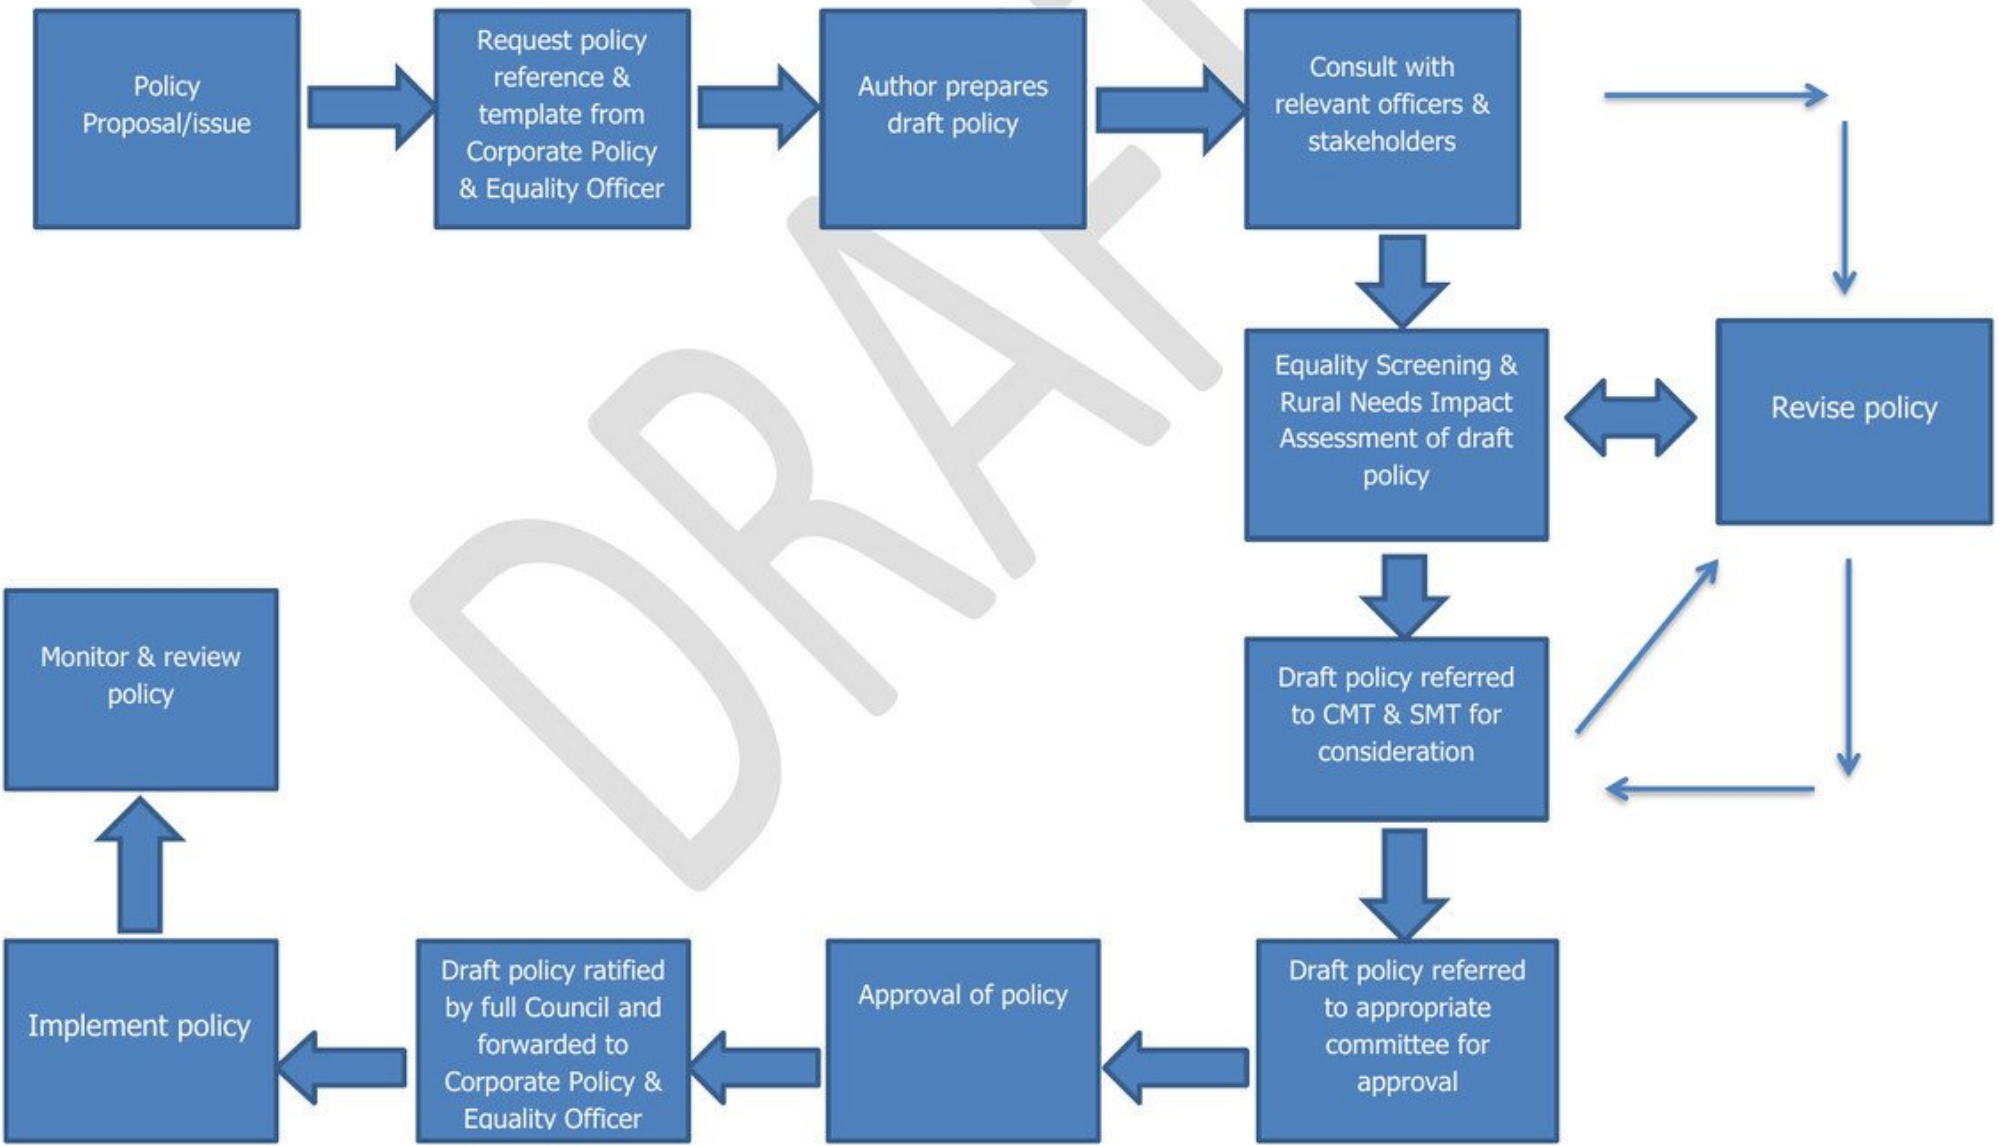 Policy
Proposal/issue
Request policy
reference &
template from
Corporate Policy
& Equality Officer
Author prepares
draft policy
Consult with
relevant officers &
stakeholders
Equality Screening &
Rural Needs Impact
Assessment of draft
policy
Revise policy
Draft policy referred
to CMT & SMT for
consideration
Draft policy referred
to appropriate
committee for
approval
Approval of policy
Draft policy ratified
by full Council and
forwarded to
Corporate Policy &
Equality Officer
Implement policy
Monitor & review
policy
DRAF